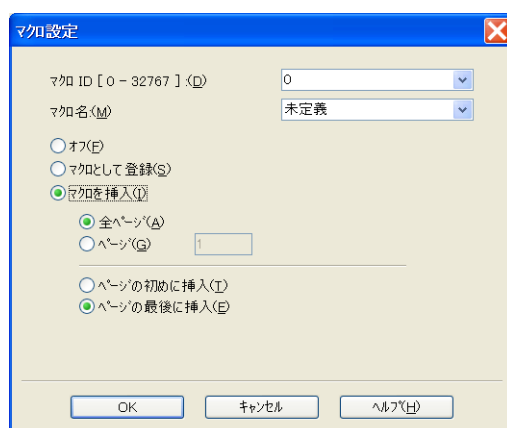 マクロ設定
ﾏｸﾛ ID [ 0 - 32767 ] :(D)
0
ﾏｸﾛ名:(M)
未定義
ｵﾌ(F)
ﾏｸﾛとして登録(S)
ﾏｸﾛを挿入(I)
全ﾍﾟｰｼﾞ(A)
ﾍﾟｰｼﾞ(G)
1
ﾍﾟｰｼﾞの初めに挿入(T)
ﾍﾟｰｼﾞの最後に挿入(E)
OK
ｷｬﾝｾﾙ
ﾍﾙﾌﾟ(H)